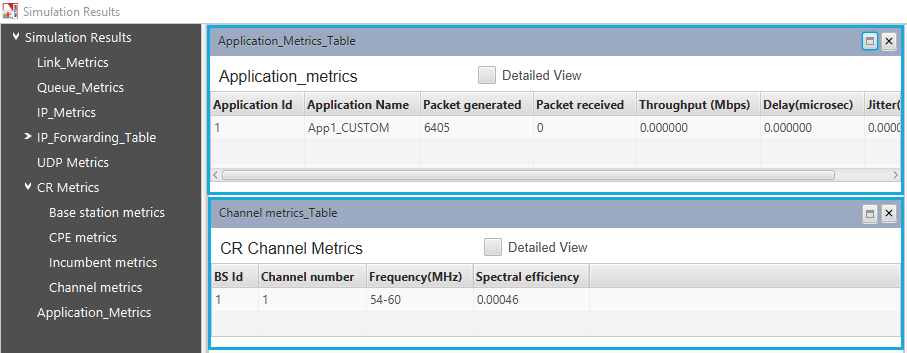 Simulation Results
Simulation Results
Link_Metrics
Queue_Metrics
IP_Metrics
IP_Forwarding_Table
UDP Metrics
CR Metrics
Base station metrics
CPE metrics
Incumbent metrics
Channel metrics
Application_Metrics
Application_Metrics_Table
Application_metrics Detailed View
Application Id Application Name Packet generated Packet received Throughput (Mbps) Delay(microsec) Jitter(
1 App1_CUSTOM 6405 0 0.000000 0.000000 0.0000
Channel metrics_Table
CR Channel Metrics Detailed View
BS Id Channel number Frequency(MHz) Spectral efficiency
1 1 54-60 0.00046